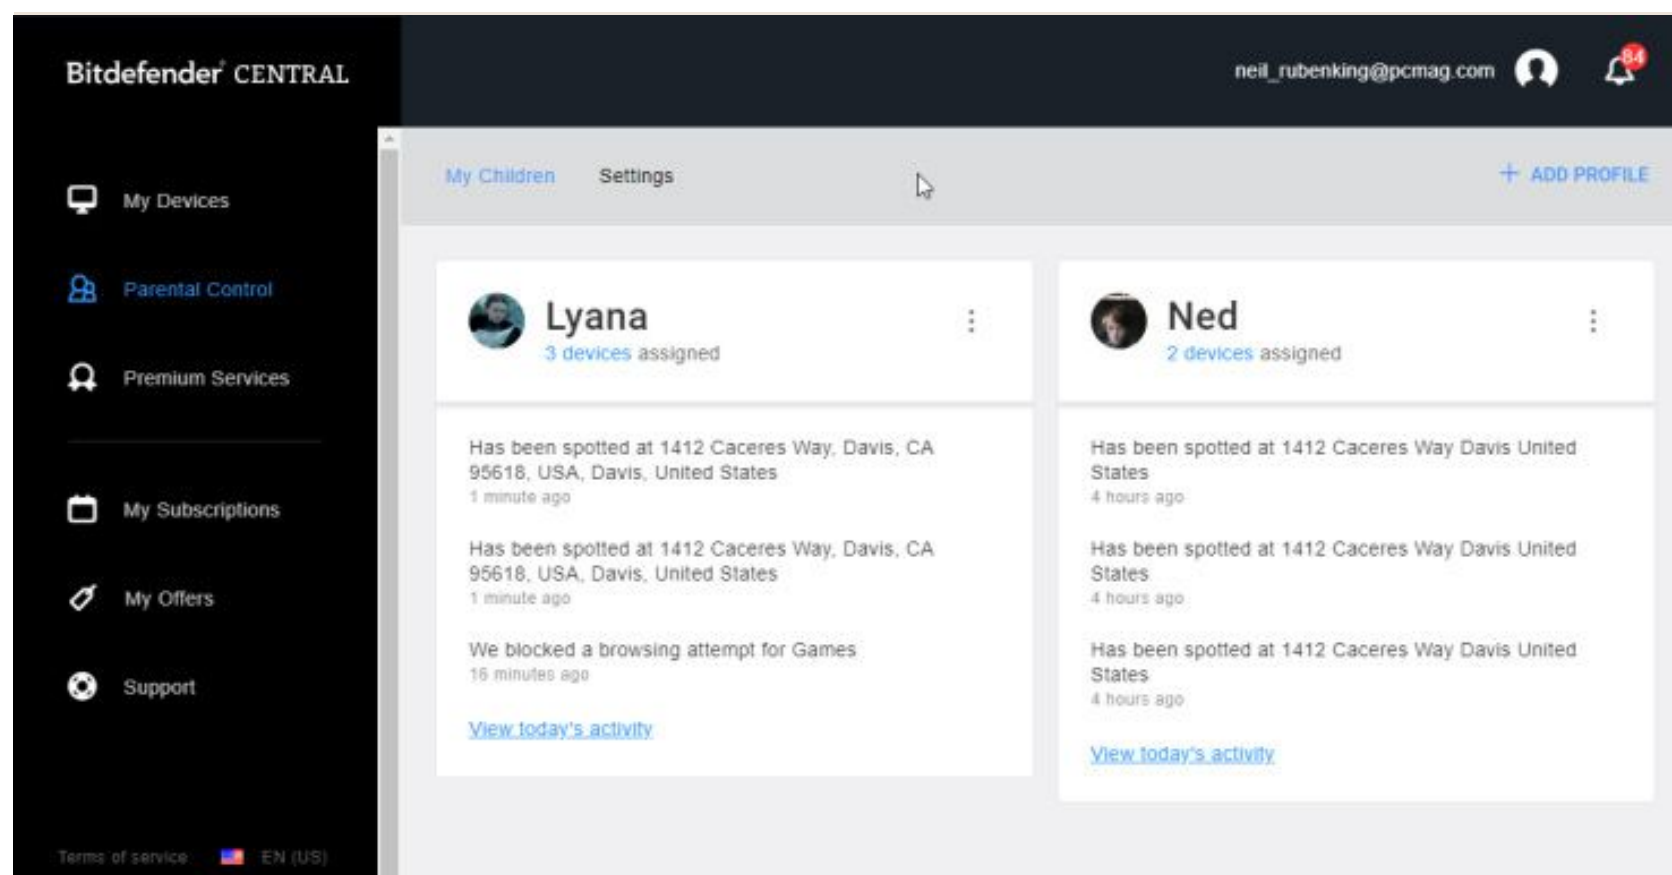 Bitdefender CENTRAL
neil_rubenking@pcmag.com
84
My Devices
Parental Control
Premium Services
My Subscriptions
My Offers
Support
Terms of service EN (US)
My Children Settings
+ ADD PROFILE
Lyana
3 devices assigned
Has been spotted at 1412 Caceres Way, Davis, CA
95618, USA, Davis, United States
1 minute ago
Has been spotted at 1412 Caceres Way, Davis, CA
95618, USA, Davis, United States
1 minute ago
We blocked a browsing attempt for Games
16 minutes ago
View today's activity
Ned
2 devices assigned
Has been spotted at 1412 Caceres Way Davis United
States
4 hours ago
Has been spotted at 1412 Caceres Way Davis United
States
4 hours ago
Has been spotted at 1412 Caceres Way Davis United
States
4 hours ago
View today's activity